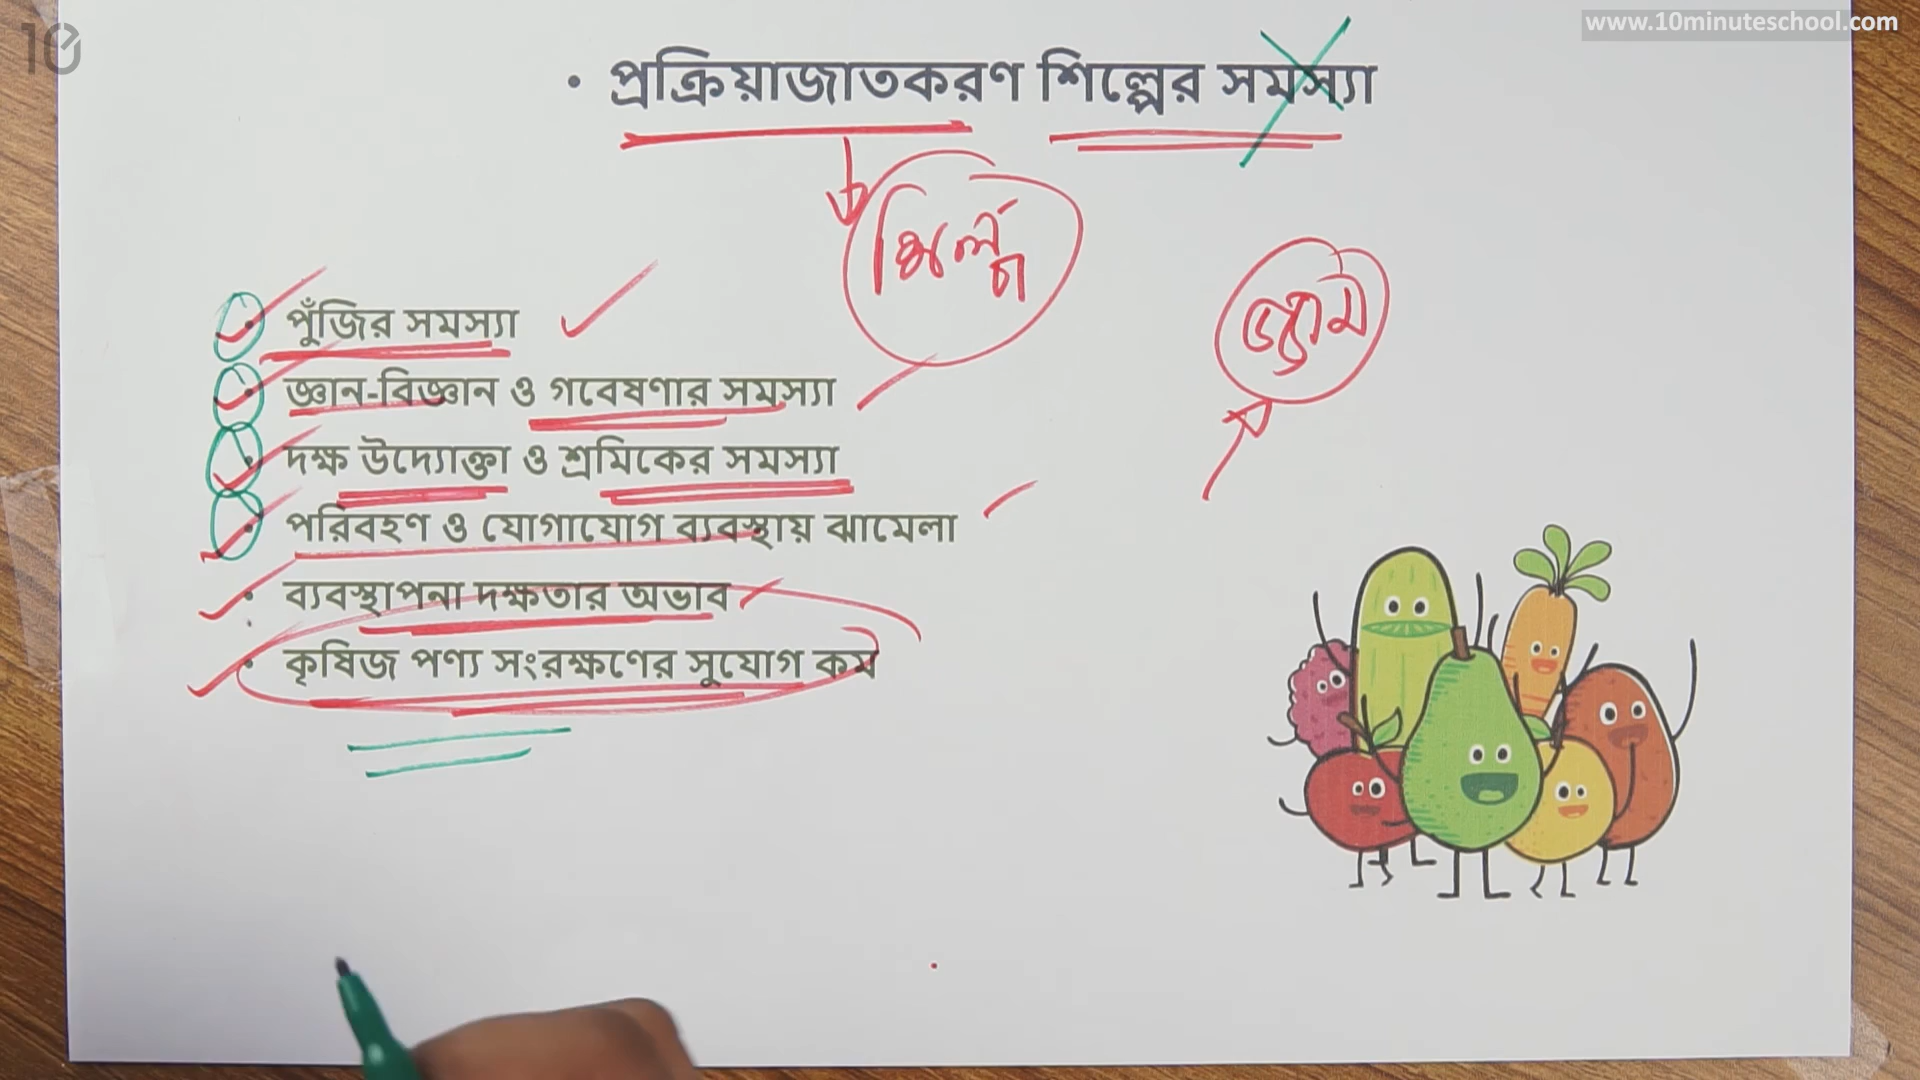 10
www.10minuteschool.com
• প্রক্রিয়াজাতকরণ শিল্পের সমস্যা
• পুঁজির সমস্যা
• জ্ঞান-বিজ্ঞান ও গবেষণার সমস্যা
• দক্ষ উদ্যোক্তা ও শ্রমিকের সমস্যা
• পরিবহণ ও যোগাযোগ ব্যবস্থায় ঝামেলা
• ব্যবস্থাপনা দক্ষতার অভাব
• কৃষিজ পণ্য সংরক্ষণের সুযোগ কম